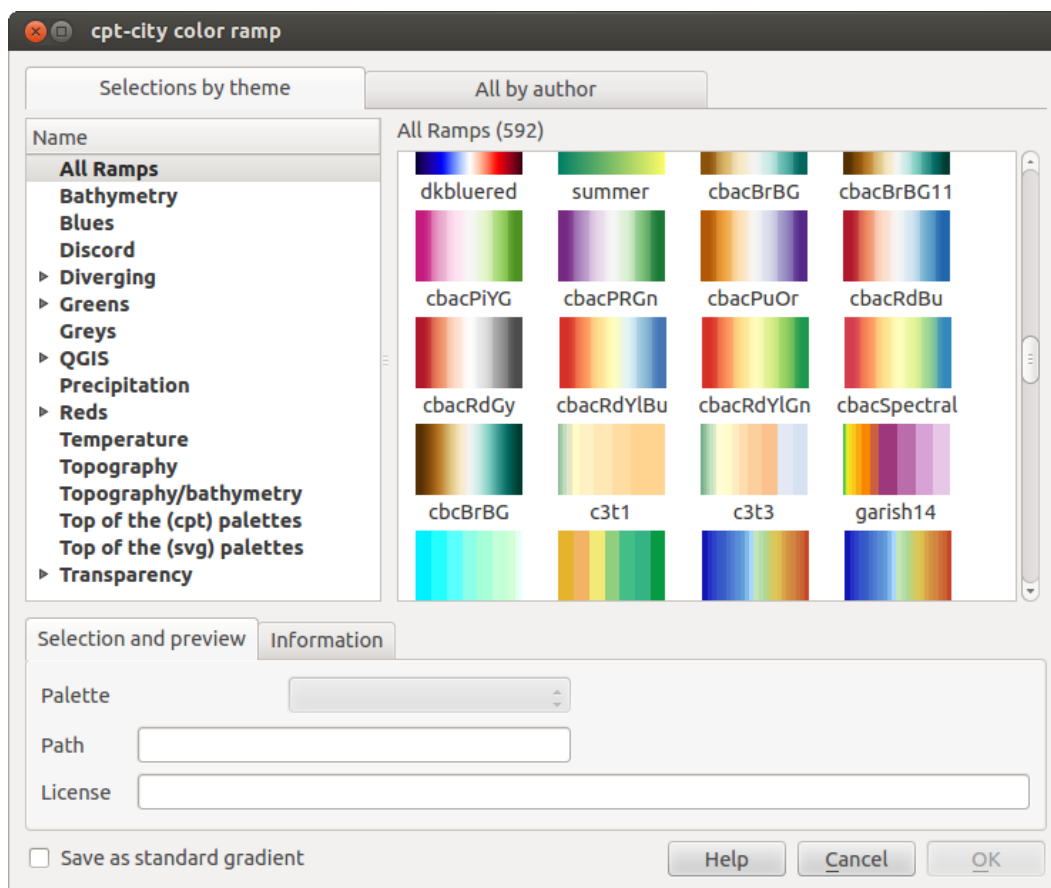 cpt-city color ramp
Selections by theme
All by author
Name
All Ramps
Bathymetry
Blues
Discord
Diverging
Greens
Greys
QGIS
Precipitation
Reds
Temperature
Topography
Topography/bathymetry
Top of the (cpt) palettes
Top of the (svg) palettes
Transparency
All Ramps (592)
dkbluered summer cbacBrBG cbacBrBG11
cbacPiYG cbacPRGn cbacPuOr cbacRdBu
cbacRdGy cbacRdYlBu cbacRdYlGn cbacSpectral
cbcBrBG c3t1 c3t3 garish14
Selection and preview
Information
Palette
Path
License
Save as standard gradient
Help
Cancel
OK